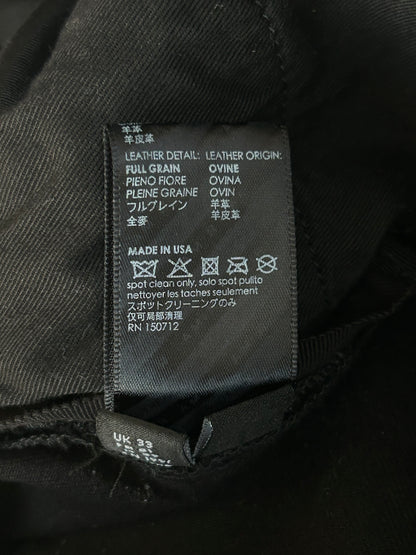 羊革
羊皮革
LEATHER DETAIL: LEATHER ORIGIN:
FULL GRAIN OVINE
PIENO FIORE OVINA
PLEINE GRAINE OVIN
フルグレイン 羊革
全麥 羊皮革
MADE IN USA
spot clean only, solo spot pulito
nettoyer les taches seulement
スポットクリーニングのみ
仅可局部清理
RN 150712
UK 33